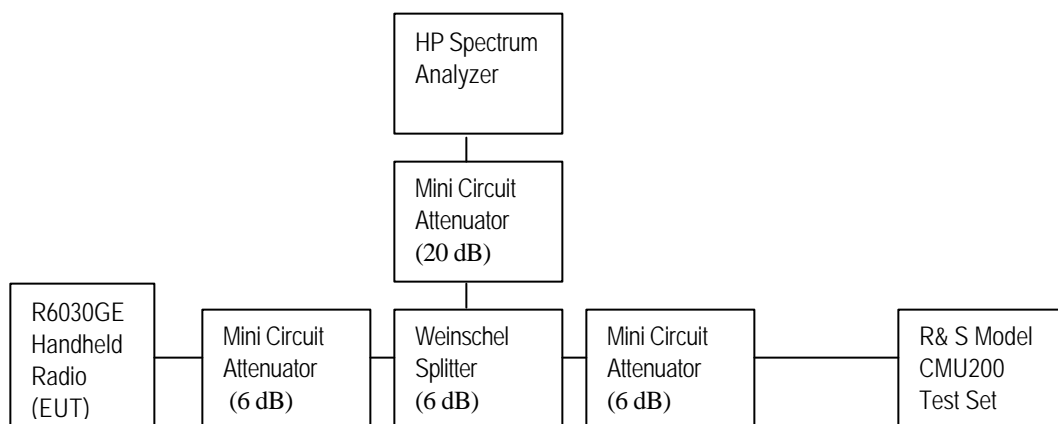 HP Spectrum
Analyzer
Mini Circuit
Attenuator
(20 dB)
R6030GE
Handheld
Radio
(EUT)
Mini Circuit
Attenuator
(6 dB)
Weinschel
Splitter
(6 dB)
Mini Circuit
Attenuator
(6 dB)
R& S Model
CMU200
Test Set